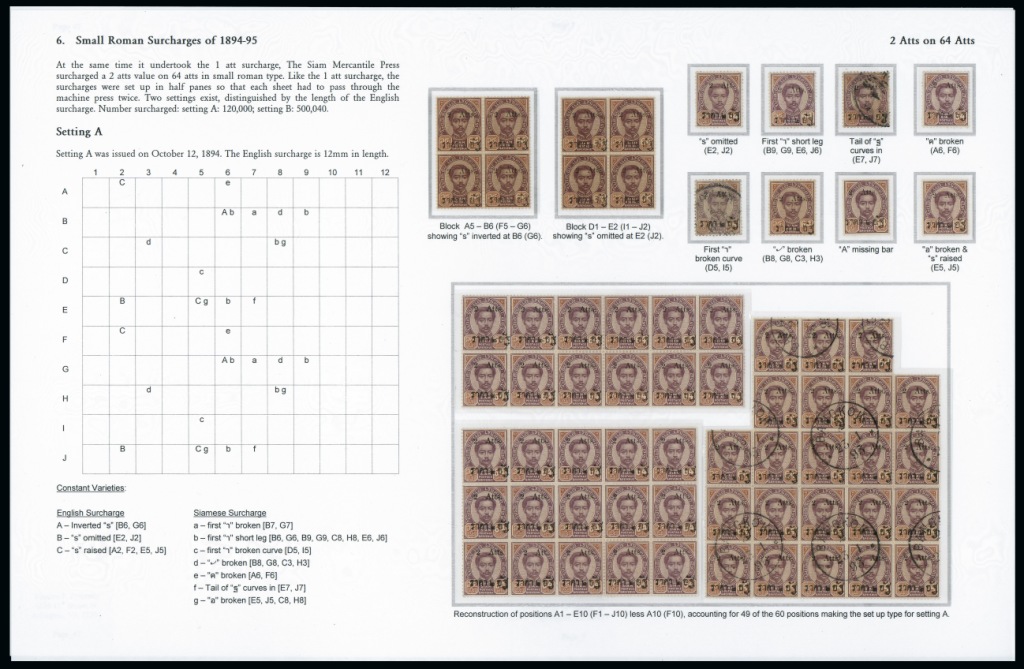 6. Small Roman Surcharges of 1894-95
2 Atts on 64 Atts
At the same time it undertook the 1 att surcharge, The Siam Mercantile Press
surcharged a 2 atts value on 64 atts in small roman type. Like the 1 att surcharge, the
surcharges were set up in half panes so that each sheet had to pass through the
machine press twice. Two settings exist, distinguished by the length of the English
surcharge. Number surcharged: setting A: 120,000; setting B: 500,040.
Setting A
Setting A was issued on October 12, 1894. The English surcharge is 12mm in length.
1 2 3 4 5 6 7 8 9 10 11 12
A C e
B A b a d b
C d b g
D c
E B C g b f
F C e
G A b a d b
H d b g
I c
J B C g b f
Constant Varieties:
English Surcharge
A – Inverted "s" [B6, G6]
B – "s" omitted [E2, J2]
C – "s" raised [A2, F2, E5, J5]
Siamese Surcharge
a – first "า" broken [B7, G7]
b – first "า" short leg [B6, G6, B9, G9, C8, H8, E6, J6]
c – first "า" broken curve [D5, I5]
d – "ั" broken [B8, G8, C3, H3]
e – "ค" broken [A6, F6]
f – Tail of "ฐ" curves in [E7, J7]
g – "อ" broken [E5, J5, C8, H8]
Block A5 – B6 (F5 – G6)
showing "s" inverted at B6 (G6).
Block D1 – E2 (I1 – J2)
showing "s" omitted at E2 (J2).
"s" omitted
(E2, J2)
First "า" short leg
(B9, G9, E6, J6)
Tail of "ฐ"
curves in
(E7, J7)
"ค" broken
(A6, F6)
First "า"
broken curve
(D5, I5)
"ั" broken
(B8, G8, C3, H3)
"A" missing bar
"อ" broken &
"s" raised
(E5, J5)
Reconstruction of positions A1 – E10 (F1 – J10) less A10 (F10), accounting for 49 of the 60 positions making the set up type for setting A.